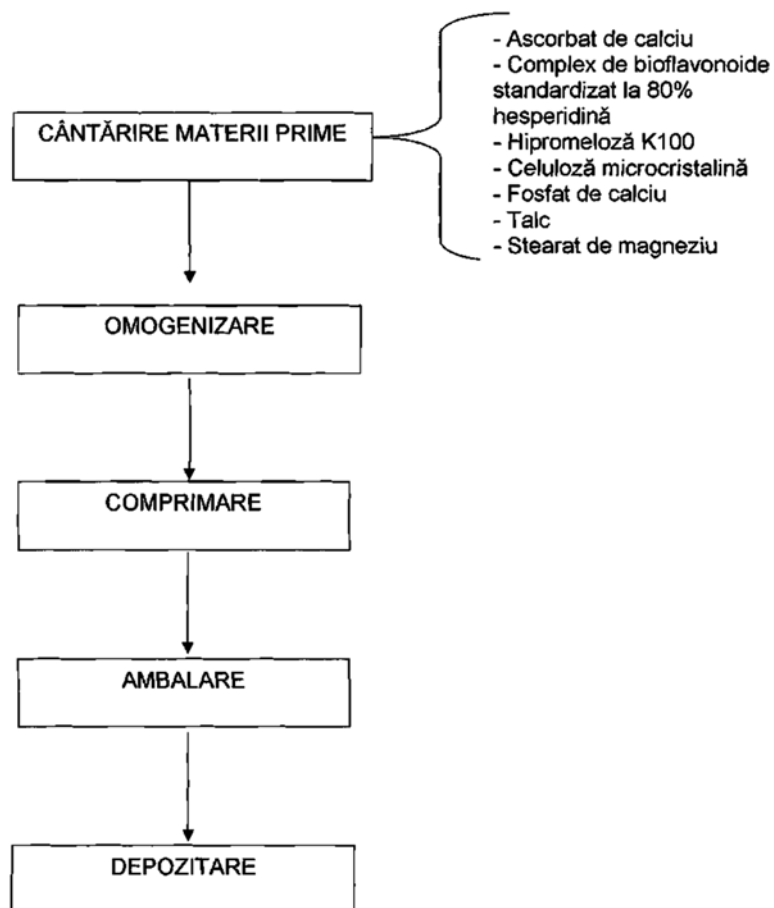 CÂNTĂRIRE MATERII PRIME
- Ascorbat de calciu
- Complex de bioflavonoide
standardizat la 80%
hesperidină
- Hipromeloză K100
- Celuloză microcristalină
- Fosfat de calciu
- Talc
- Stearat de magneziu
OMOGENIZARE
COMPRIMARE
AMBALARE
DEPOZITARE